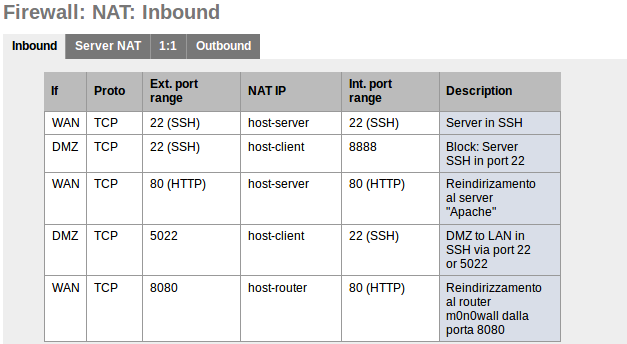 Firewall: NAT: Inbound
Inbound Server NAT 1:1 Outbound
If Proto Ext. port range NAT IP Int. port range Description
WAN TCP 22 (SSH) host-server 22 (SSH) Server in SSH
DMZ TCP 22 (SSH) host-client 8888 Block: Server
SSH in port 22
WAN TCP 80 (HTTP) host-server 80 (HTTP) Reindirizamento
al server
"Apache"
DMZ TCP 5022 host-client 22 (SSH) DMZ to LAN in
SSH via port 22
or 5022
WAN TCP 8080 host-router 80 (HTTP) Reindirizzamento
al router
m0n0wall dalla
porta 8080